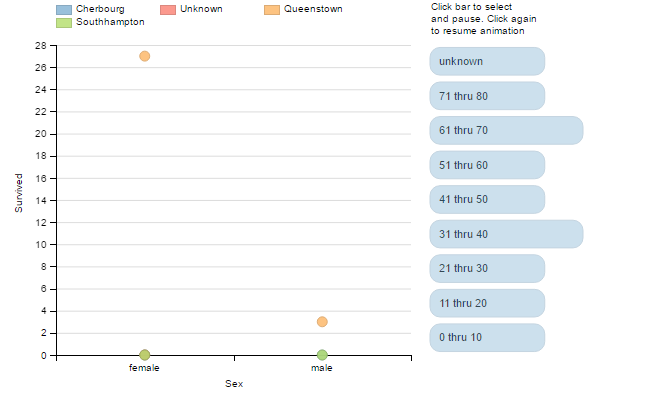 Cherbourg Unknown Queenstown
Southhampton
Click bar to select
and pause. Click again
to resume animation
28
26
24
22
20
18
16
14
12
10
8
6
4
2
0
Survived
female male
Sex
unknown
71 thru 80
61 thru 70
51 thru 60
41 thru 50
31 thru 40
21 thru 30
11 thru 20
0 thru 10